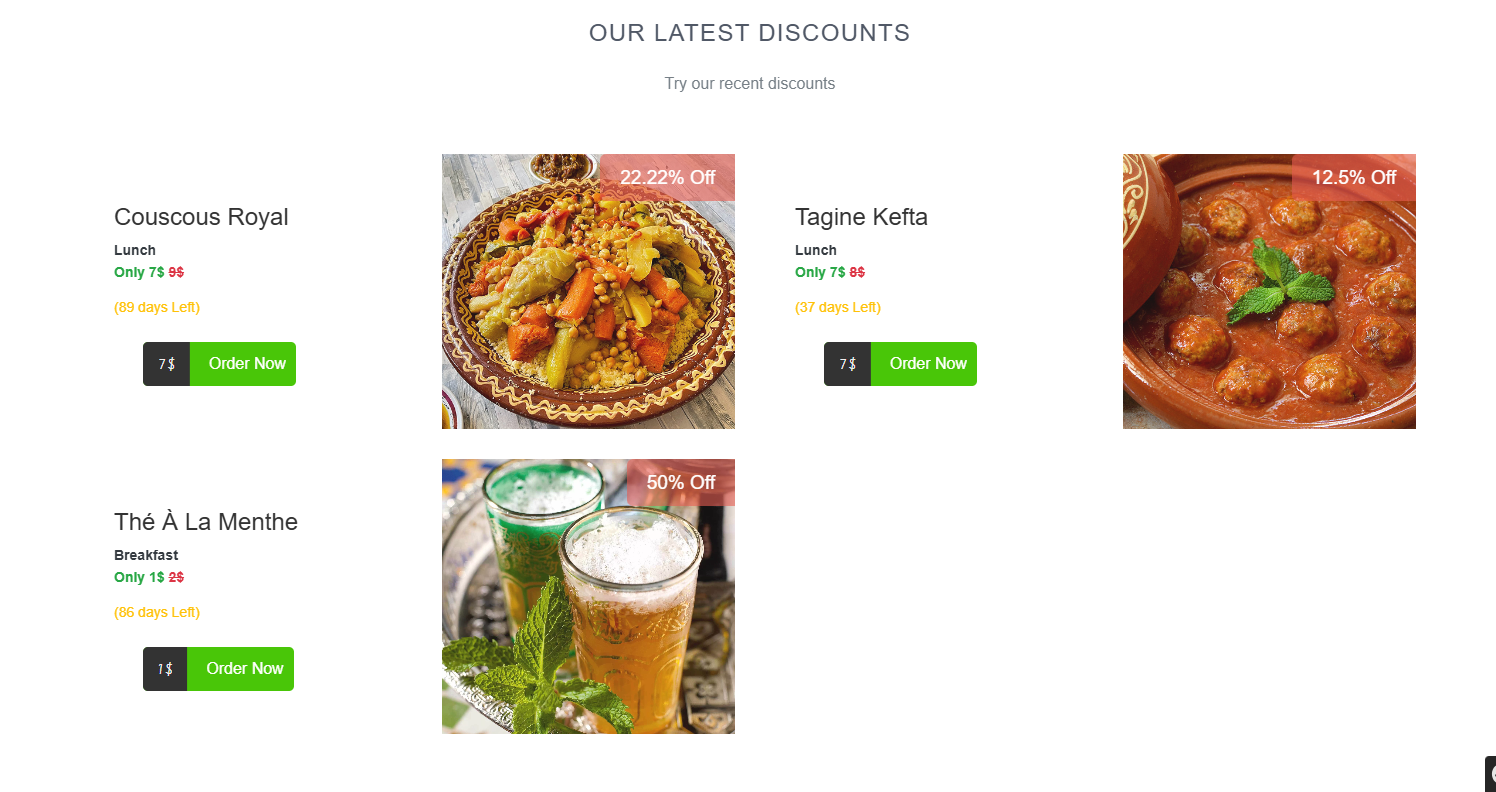 OUR LATEST DISCOUNTS
Try our recent discounts
Couscous Royal
Lunch
Only 7$ 9$
(89 days Left)
7$ Order Now
22.22% Off
Tagine Kefta
Lunch
Only 7$ 8$
(37 days Left)
7$ Order Now
12.5% Off
Thé À La Menthe
Breakfast
Only 1$ 2$
(86 days Left)
1$ Order Now
50% Off